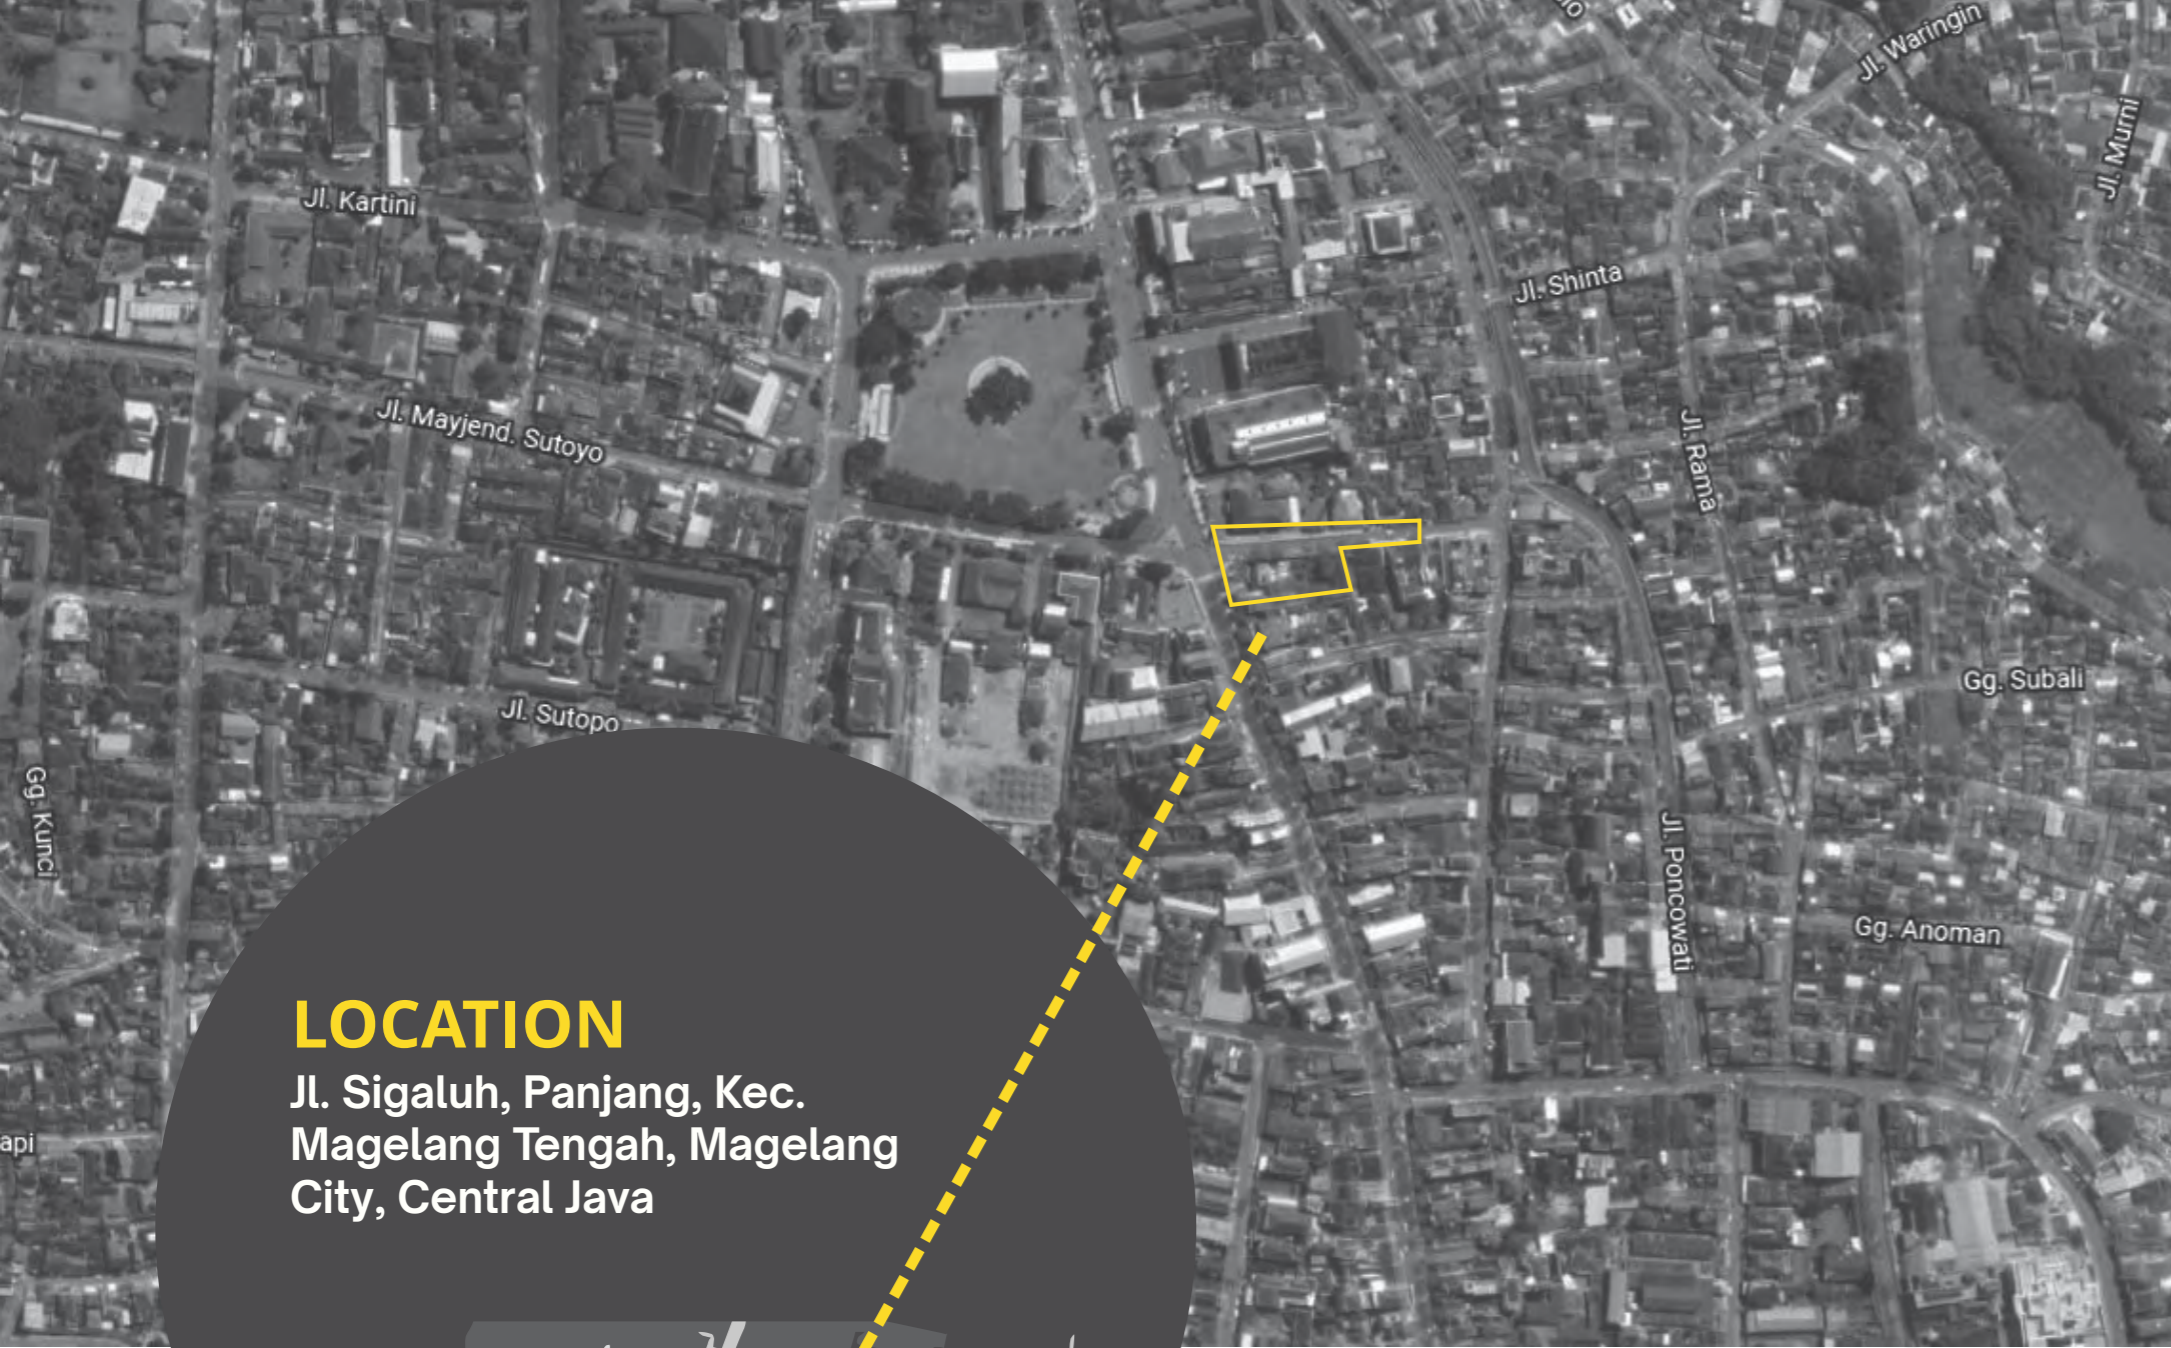 Jl. Waringin
Jl. Murni
Jl. Kartini
Jl. Shinta
Jl. Mayjend. Sutoyo
Jl. Rama
Gg. Subali
Jl. Sutopo
Gg. Kunci
Jl. Poncowati
Gg. Anoman
LOCATION
Jl. Sigaluh, Panjang, Kec.
Magelang Tengah, Magelang
City, Central Java
api